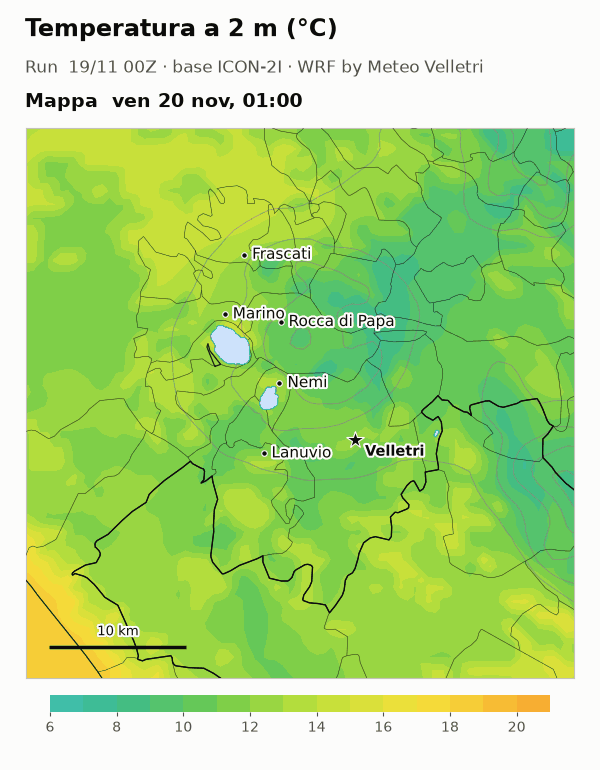 Temperatura a 2 m (°C)
Run  19/11 00Z · base ICON-2I · WRF by Meteo Velletri
Mappa  ven 20 nov, 01:00
Frascati
Marino
Rocca di Papa
Nemi
Velletri
Lanuvio
10 km
6 8 10 12 14 16 18 20